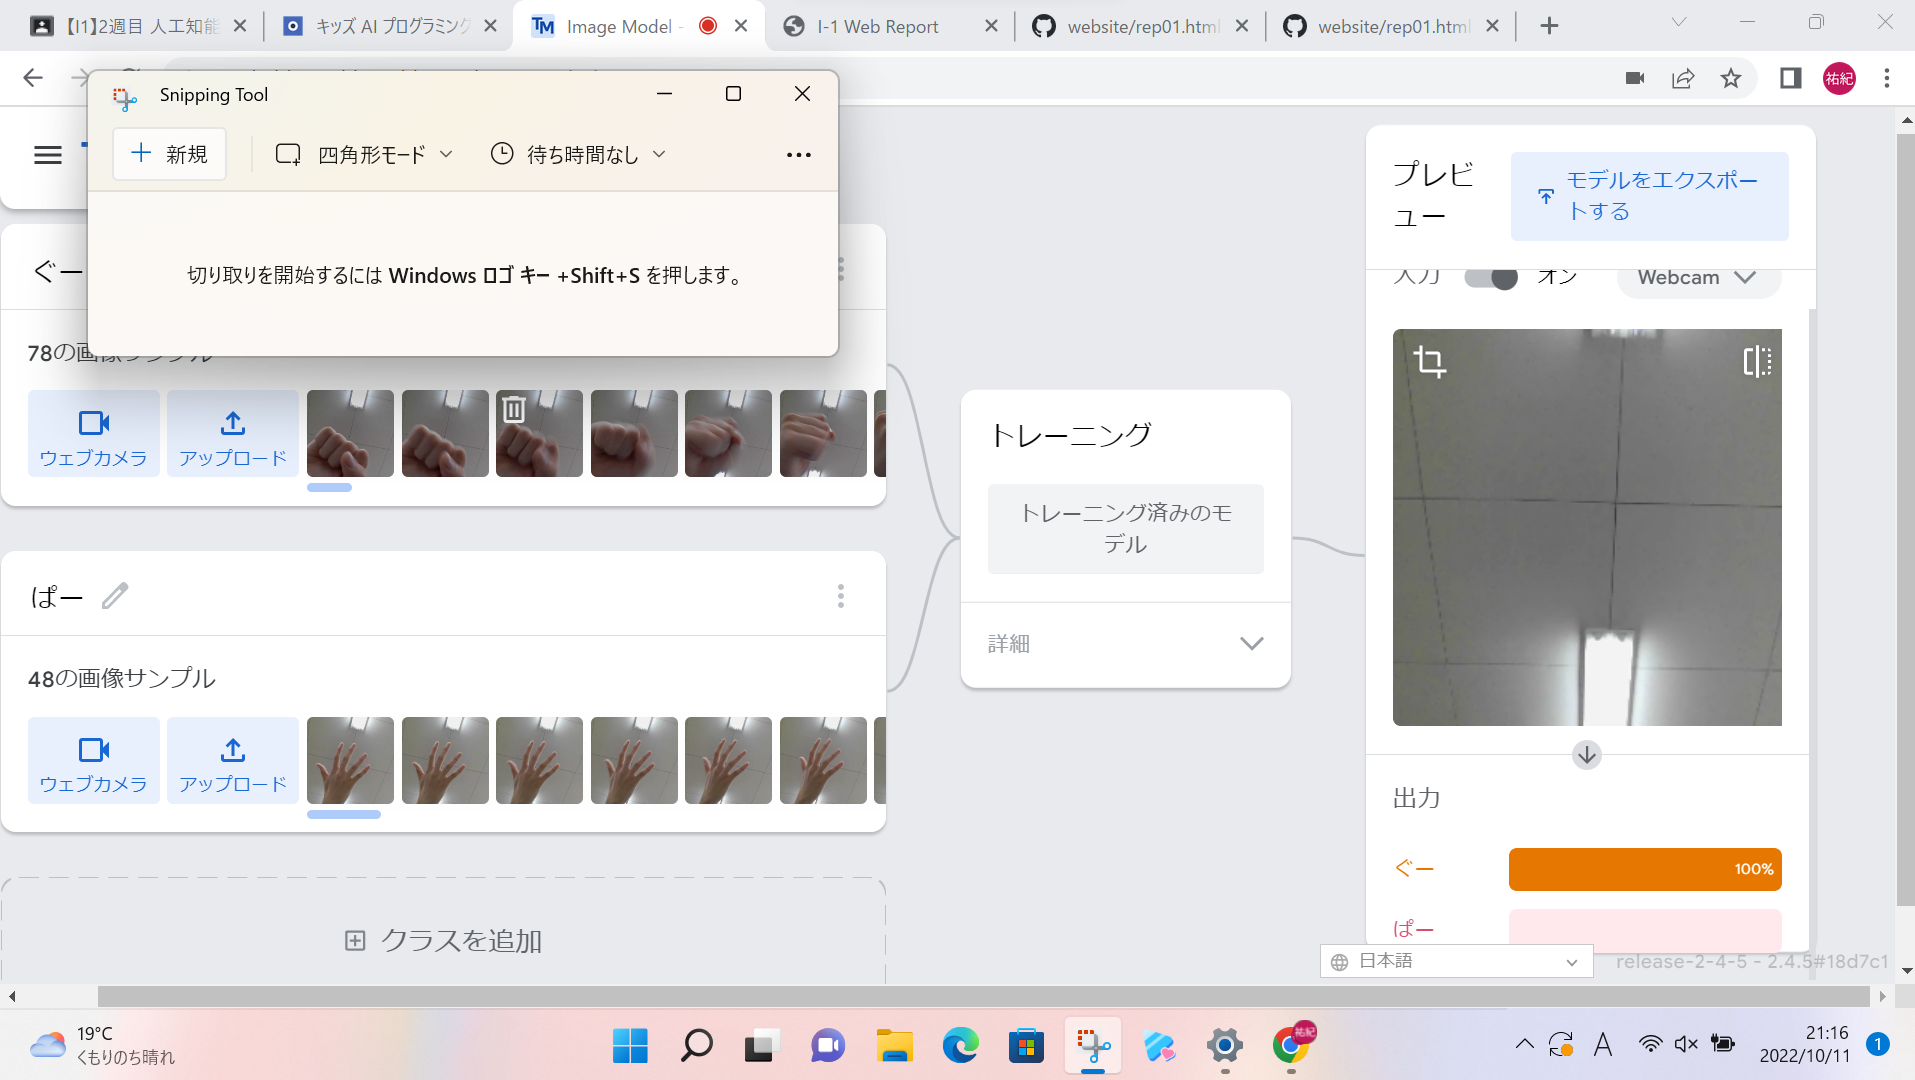 【I1】2週目 人工知能
キッズ AI プログラミング
Image Model -
I-1 Web Report
website/rep01.html
website/rep01.html
祐紀
Snipping Tool
新規
四角形モード
待ち時間なし
切り取りを開始するには Windows ロゴ キー +Shift+S を押します。
ぐー
78の画像サンプル
ウェブカメラ
アップロード
ぱー
48の画像サンプル
ウェブカメラ
アップロード
クラスを追加
トレーニング
トレーニング済みのモ
デル
詳細
プレビ
ュー
モデルをエクスポー
トする
入力
オン
Webcam
出力
ぐー
100%
ぱー
日本語
release-2-4-5 - 2.4.5#18d7c1
19°C
くもりのち晴れ
祐紀
A
21:16
2022/10/11
1